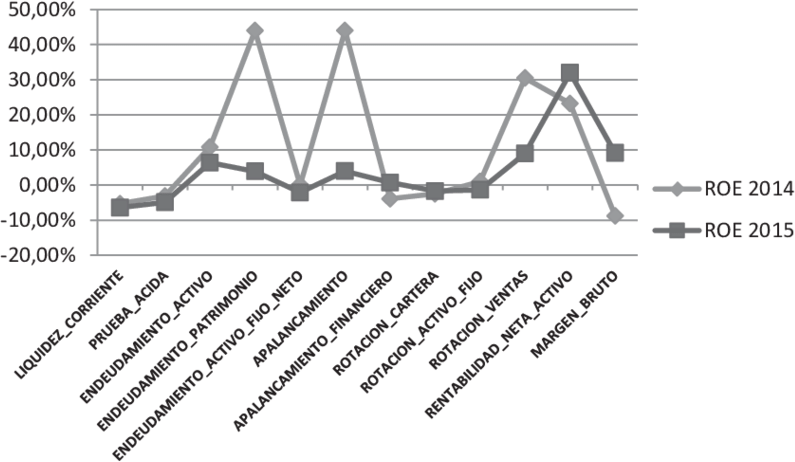 50,00%
40,00%
30,00%
20,00%
10,00%
0,00%
-10,00%
-20,00%
ROE 2014
ROE 2015
LIQUIDEZ_CORRIENTE
PRUEBA_ACIDA
ENDEUDAMIENTO_ACTIVO
ENDEUDAMIENTO_PATRIMONIO
ENDEUDAMIENTO_ACTIVO_FIJO_NETO
APALANCAMIENTO
APALANCAMIENTO_FINANCIERO
ROTACION_CARTERA
ROTACION_ACTIVO_FIJO
ROTACION_VENTAS
RENTABILIDAD_NETA_ACTIVO
MARGEN_BRUTO